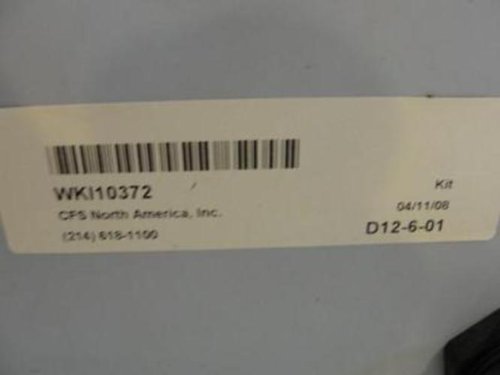 WKI10372
Kit
CFS North America, Inc.
04/11/08
(214) 618-1100
D12-6-01